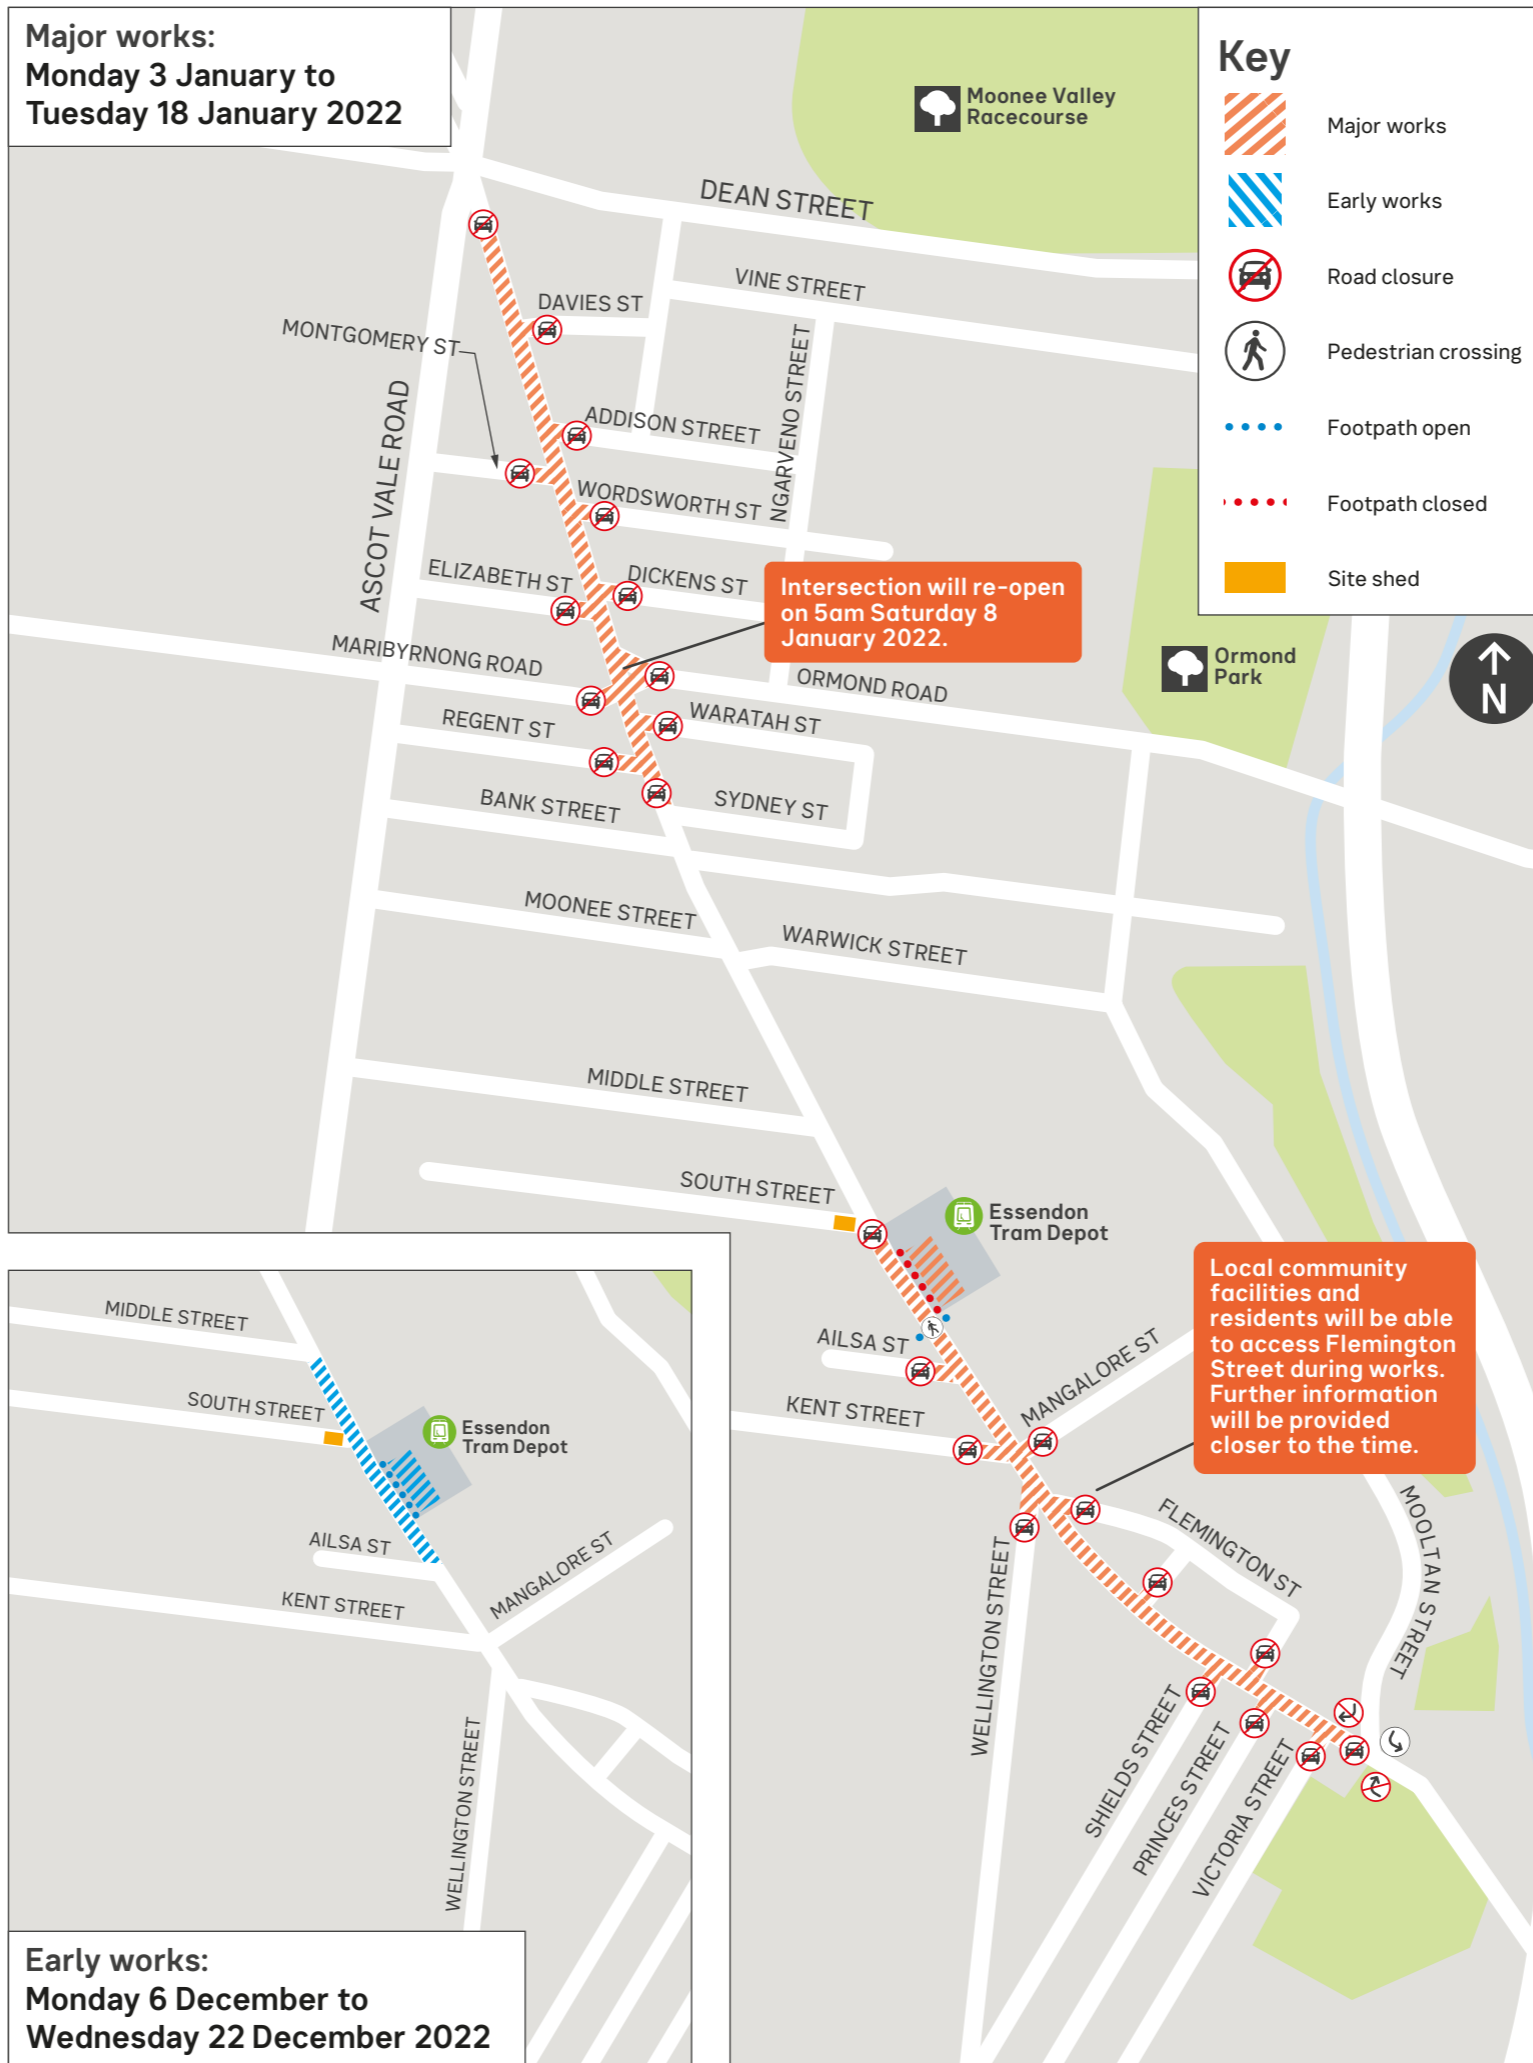 Major works:
Monday 3 January to
Tuesday 18 January 2022
Key
Major works
Early works
Road closure
Pedestrian crossing
Footpath open
Footpath closed
Site shed
N
Moonee Valley
Racecourse
DEAN STREET
VINE STREET
DAVIES ST
MONTGOMERY ST
NGARVENO STREET
ASCOT VALE ROAD
ADDISON STREET
WORDSWORTH ST
ELIZABETH ST
DICKENS ST
Intersection will re-open
on 5am Saturday 8
January 2022.
MARIBYRNONG ROAD
ORMOND ROAD
Ormond
Park
REGENT ST
WARATAH ST
BANK STREET
SYDNEY ST
MOONEE STREET
WARWICK STREET
MIDDLE STREET
SOUTH STREET
Essendon
Tram Depot
AILSA ST
KENT STREET
MANGALORE ST
Local community
facilities and
residents will be able
to access Flemington
Street during works.
Further information
will be provided
closer to the time.
FLEMINGTON ST
MOOLTAN STREET
WELLINGTON STREET
SHIELDS STREET
PRINCES STREET
VICTORIA STREET
MIDDLE STREET
SOUTH STREET
Essendon
Tram Depot
AILSA ST
KENT STREET
MANGALORE ST
WELLINGTON STREET
Early works:
Monday 6 December to
Wednesday 22 December 2022